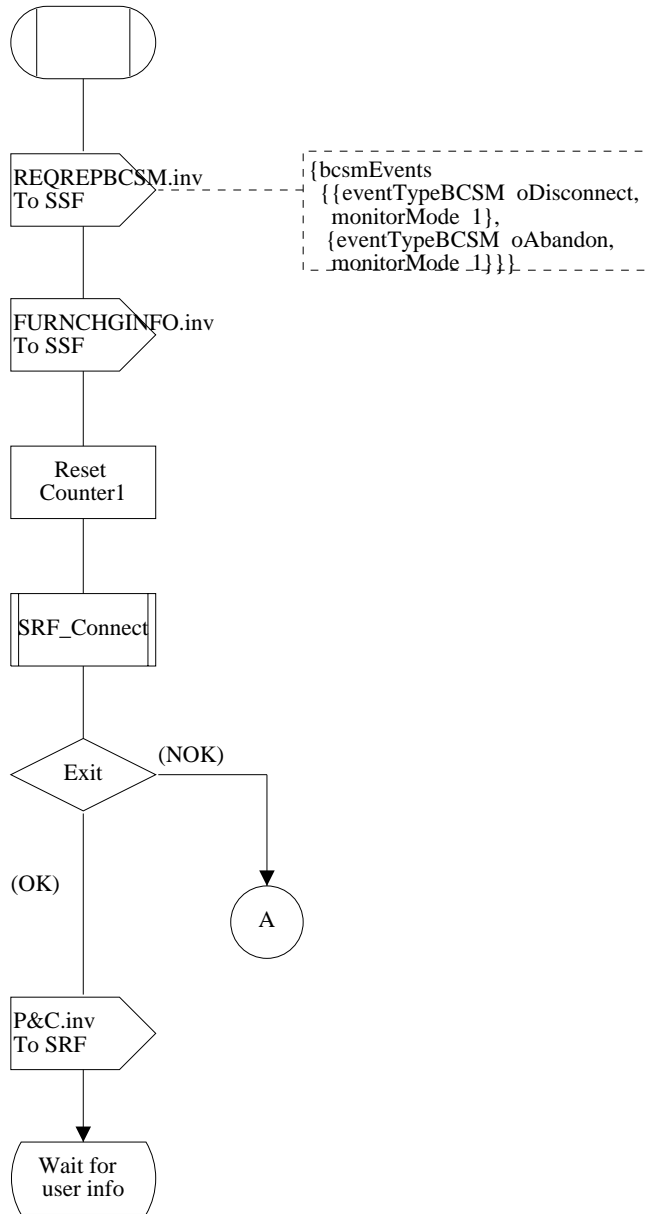 REQREPBCSM.inv
To SSF
{bcsmEvents
{{eventTypeBCSM oDisconnect,
monitorMode 1},
{eventTypeBCSM oAbandon,
monitorMode 1}}}
FURNCHGINFO.inv
To SSF
Reset
Counter1
SRF_Connect
Exit
(NOK)
(OK)
A
P&C.inv
To SRF
Wait for
user info